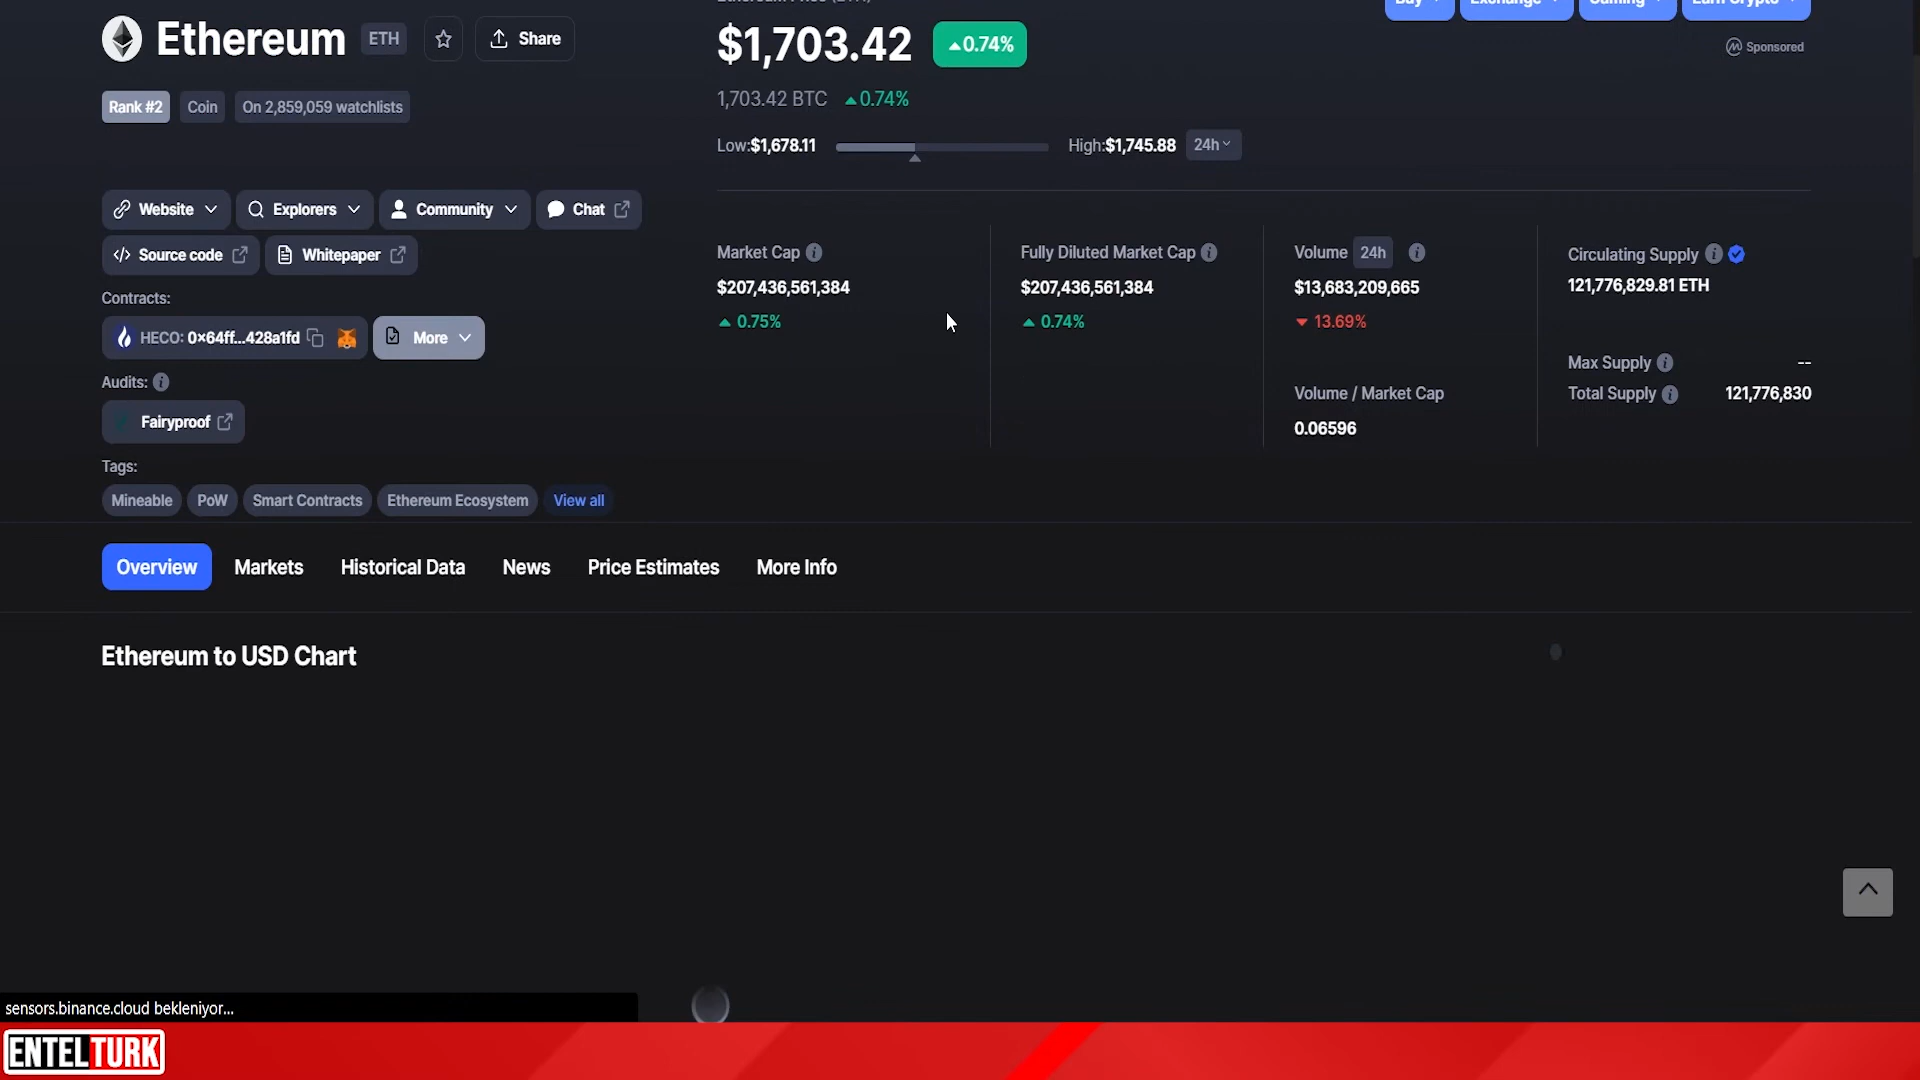 Ethereum ETH Share
$1,703.42 0.74%
Sponsored
1,703.42 BTC 0.74%
Rank #2 Coin On 2,859,059 watchlists
Low:$1,678.11 High:$1,745.88 24h
Website Explorers Community Chat
Source code Whitepaper
Contracts:
HECO: 0x64ff...428a1fd More
Audits:
Fairyproof
Tags:
Mineable PoW Smart Contracts Ethereum Ecosystem View all
Market Cap
$207,436,561,384
0.75%
Fully Diluted Market Cap
$207,436,561,384
0.74%
Volume 24h
$13,683,209,665
13.69%
Volume / Market Cap
0.06596
Circulating Supply
121,776,829.81 ETH
Max Supply --
Total Supply 121,776,830
Overview Markets Historical Data News Price Estimates More Info
Ethereum to USD Chart
sensors.binance.cloud bekleniyor...
ENTELTURK